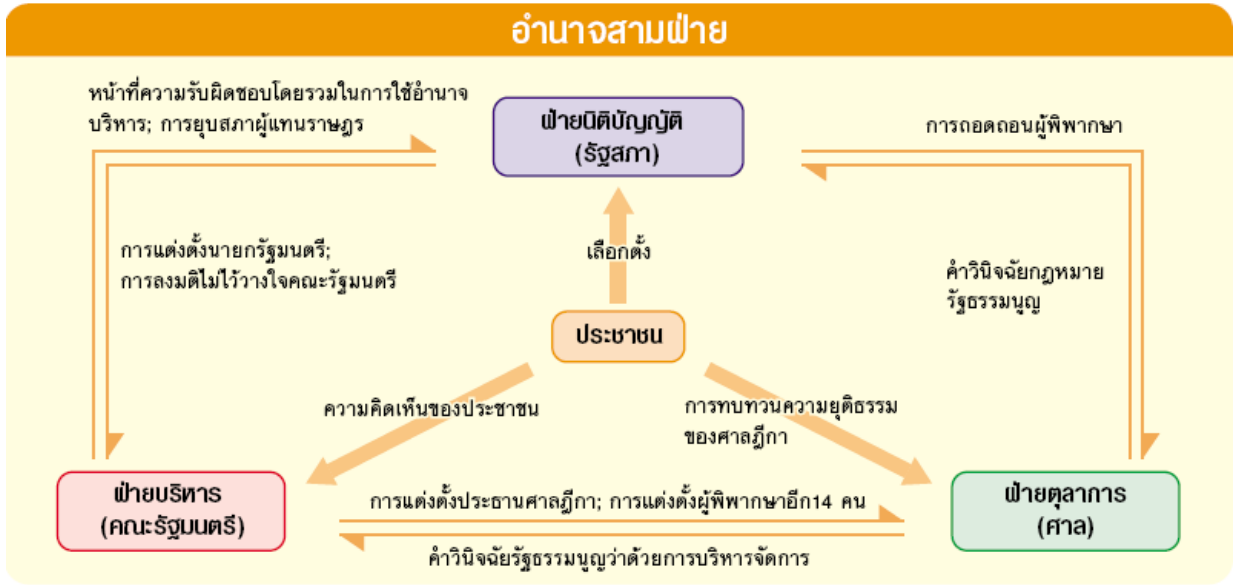 อำนาจสามฝ่าย
หน้าที่ความรับผิดชอบโดยรวมในการใช้อำนาจ
บริหาร; การยุบสภาผู้แทนราษฎร
ฝ่ายนิติบัญญัติ
(รัฐสภา)
การถอดถอนผู้พิพากษา
การแต่งตั้งนายกรัฐมนตรี;
การลงมติไม่ไว้วางใจคณะรัฐมนตรี
เลือกตั้ง
คำวินิจฉัยกฎหมาย
รัฐธรรมนูญ
ประชาชน
ความคิดเห็นของประชาชน
การทบทวนความยุติธรรม
ของศาลฎีกา
ฝ่ายบริหาร
(คณะรัฐมนตรี)
การแต่งตั้งประธานศาลฎีกา; การแต่งตั้งผู้พิพากษาอีก14 คน
ฝ่ายตุลาการ
(ศาล)
คำวินิจฉัยรัฐธรรมนูญว่าด้วยการบริหารจัดการ